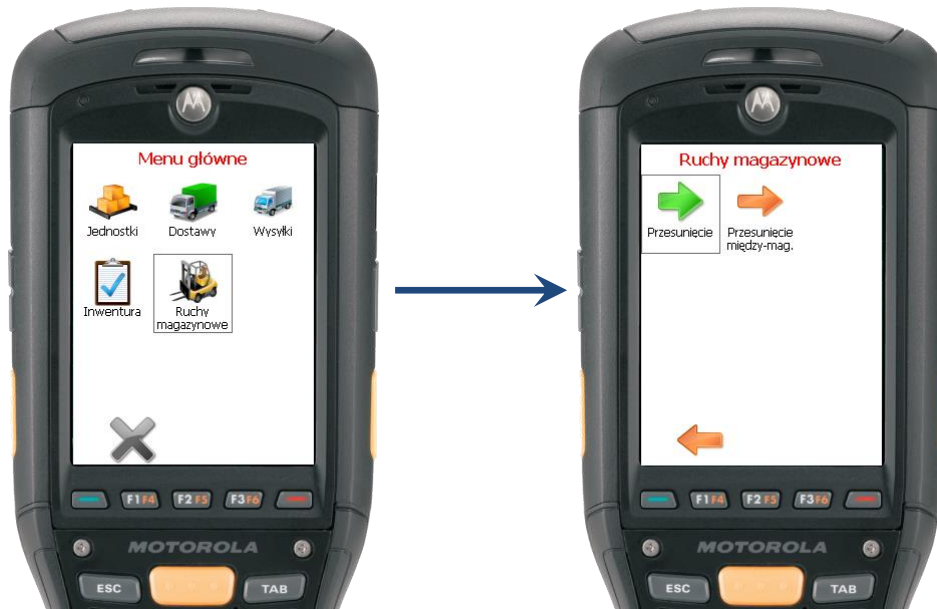 Menu główne
Jednostki
Dostawy
Wysyłki
Inwentura
Ruchy
magazynowe
F1 F4
F2 F5
F3 F6
MOTOROLA
ESC
TAB
Ruchy magazynowe
Przesunięcie
Przesunięcie
między-mag.
F1 F4
F2 F5
F3 F6
MOTOROLA
ESC
TAB